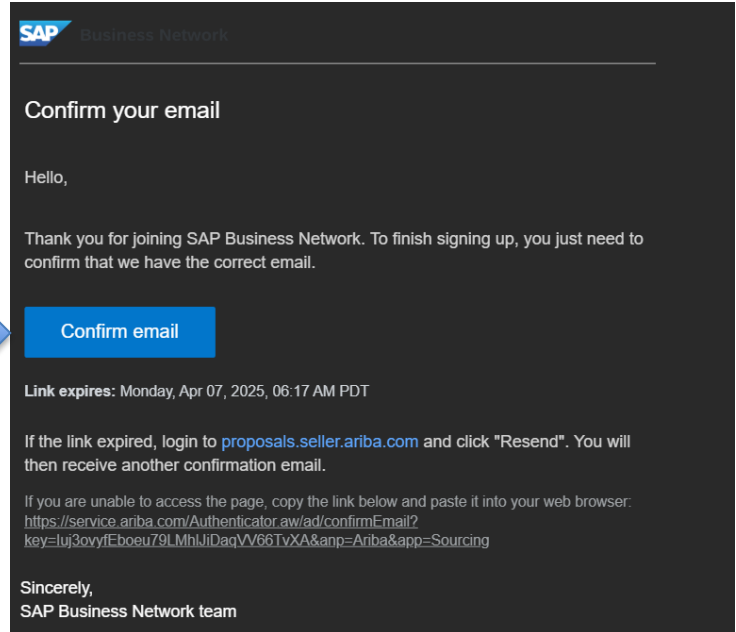 SAP Business Network
Confirm your email
Hello,
Thank you for joining SAP Business Network. To finish signing up, you just need to
confirm that we have the correct email.
Confirm email
Link expires: Monday, Apr 07, 2025, 06:17 AM PDT
If the link expired, login to proposals.seller.ariba.com and click "Resend". You will
then receive another confirmation email.
If you are unable to access the page, copy the link below and paste it into your web browser:
https://service.ariba.com/Authenticator.aw/ad/confirmEmail?
key=Iuj3ovyfEboeu79LMhlJiDaqVV66TvXA&anp=Ariba&app=Sourcing
Sincerely,
SAP Business Network team